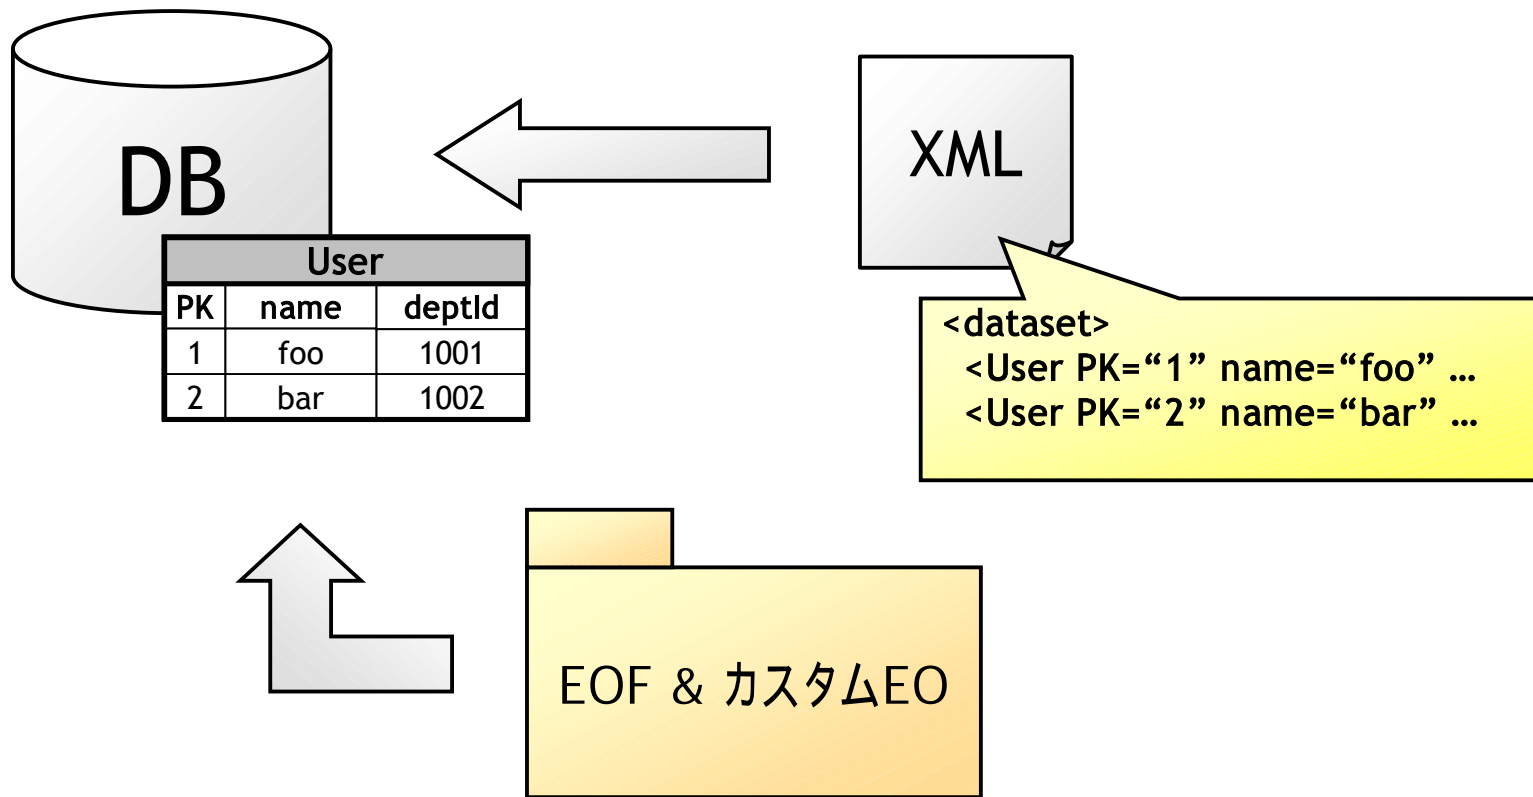 DB
XML
User
PK name deptId
1 foo 1001
2 bar 1002
<dataset>
<User PK=“1” name=“foo” …
<User PK=“2” name=“bar” …
EOF & カスタムEO